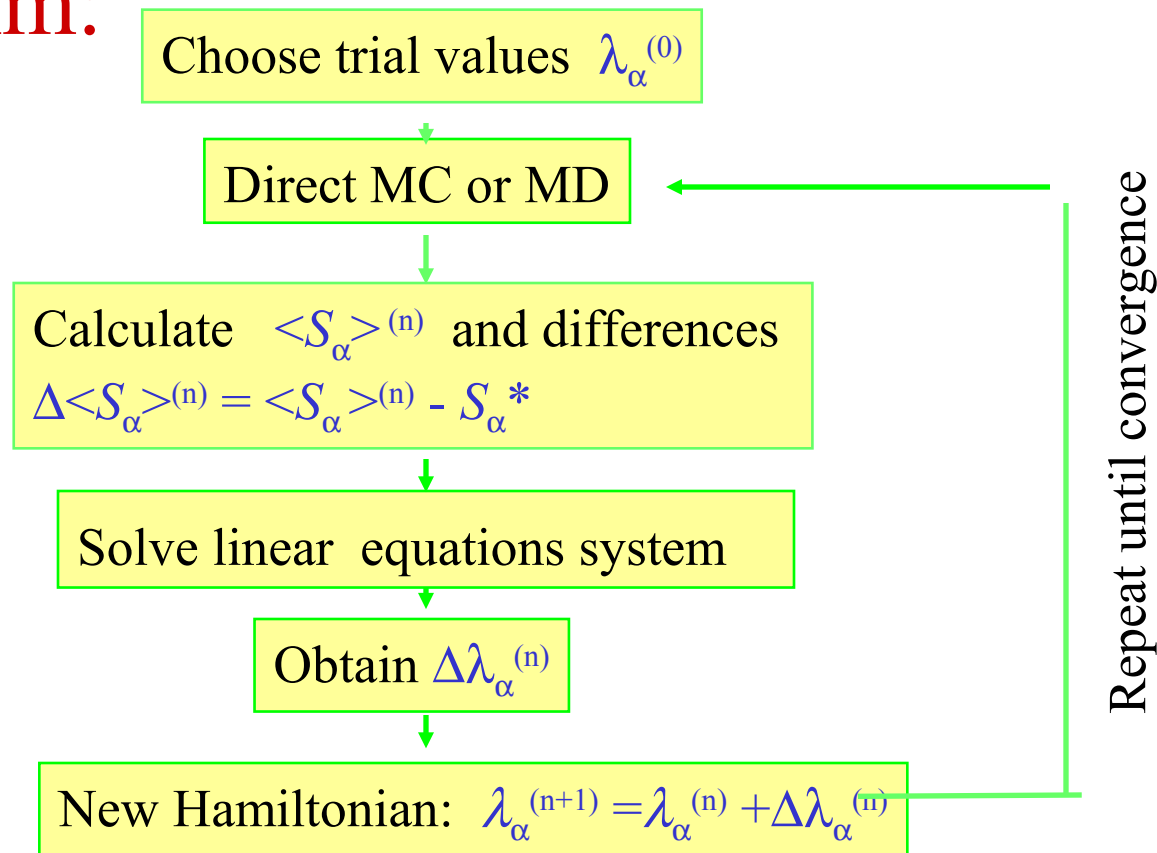 Choose trial values λα(0)
Direct MC or MD
Calculate <Sα>(n) and differences
Δ<Sα>(n) = <Sα>(n) - Sα*
Solve linear equations system
Obtain Δλα(n)
New Hamiltonian: λα(n+1) =λα(n) +Δλα(n)
Repeat until convergence